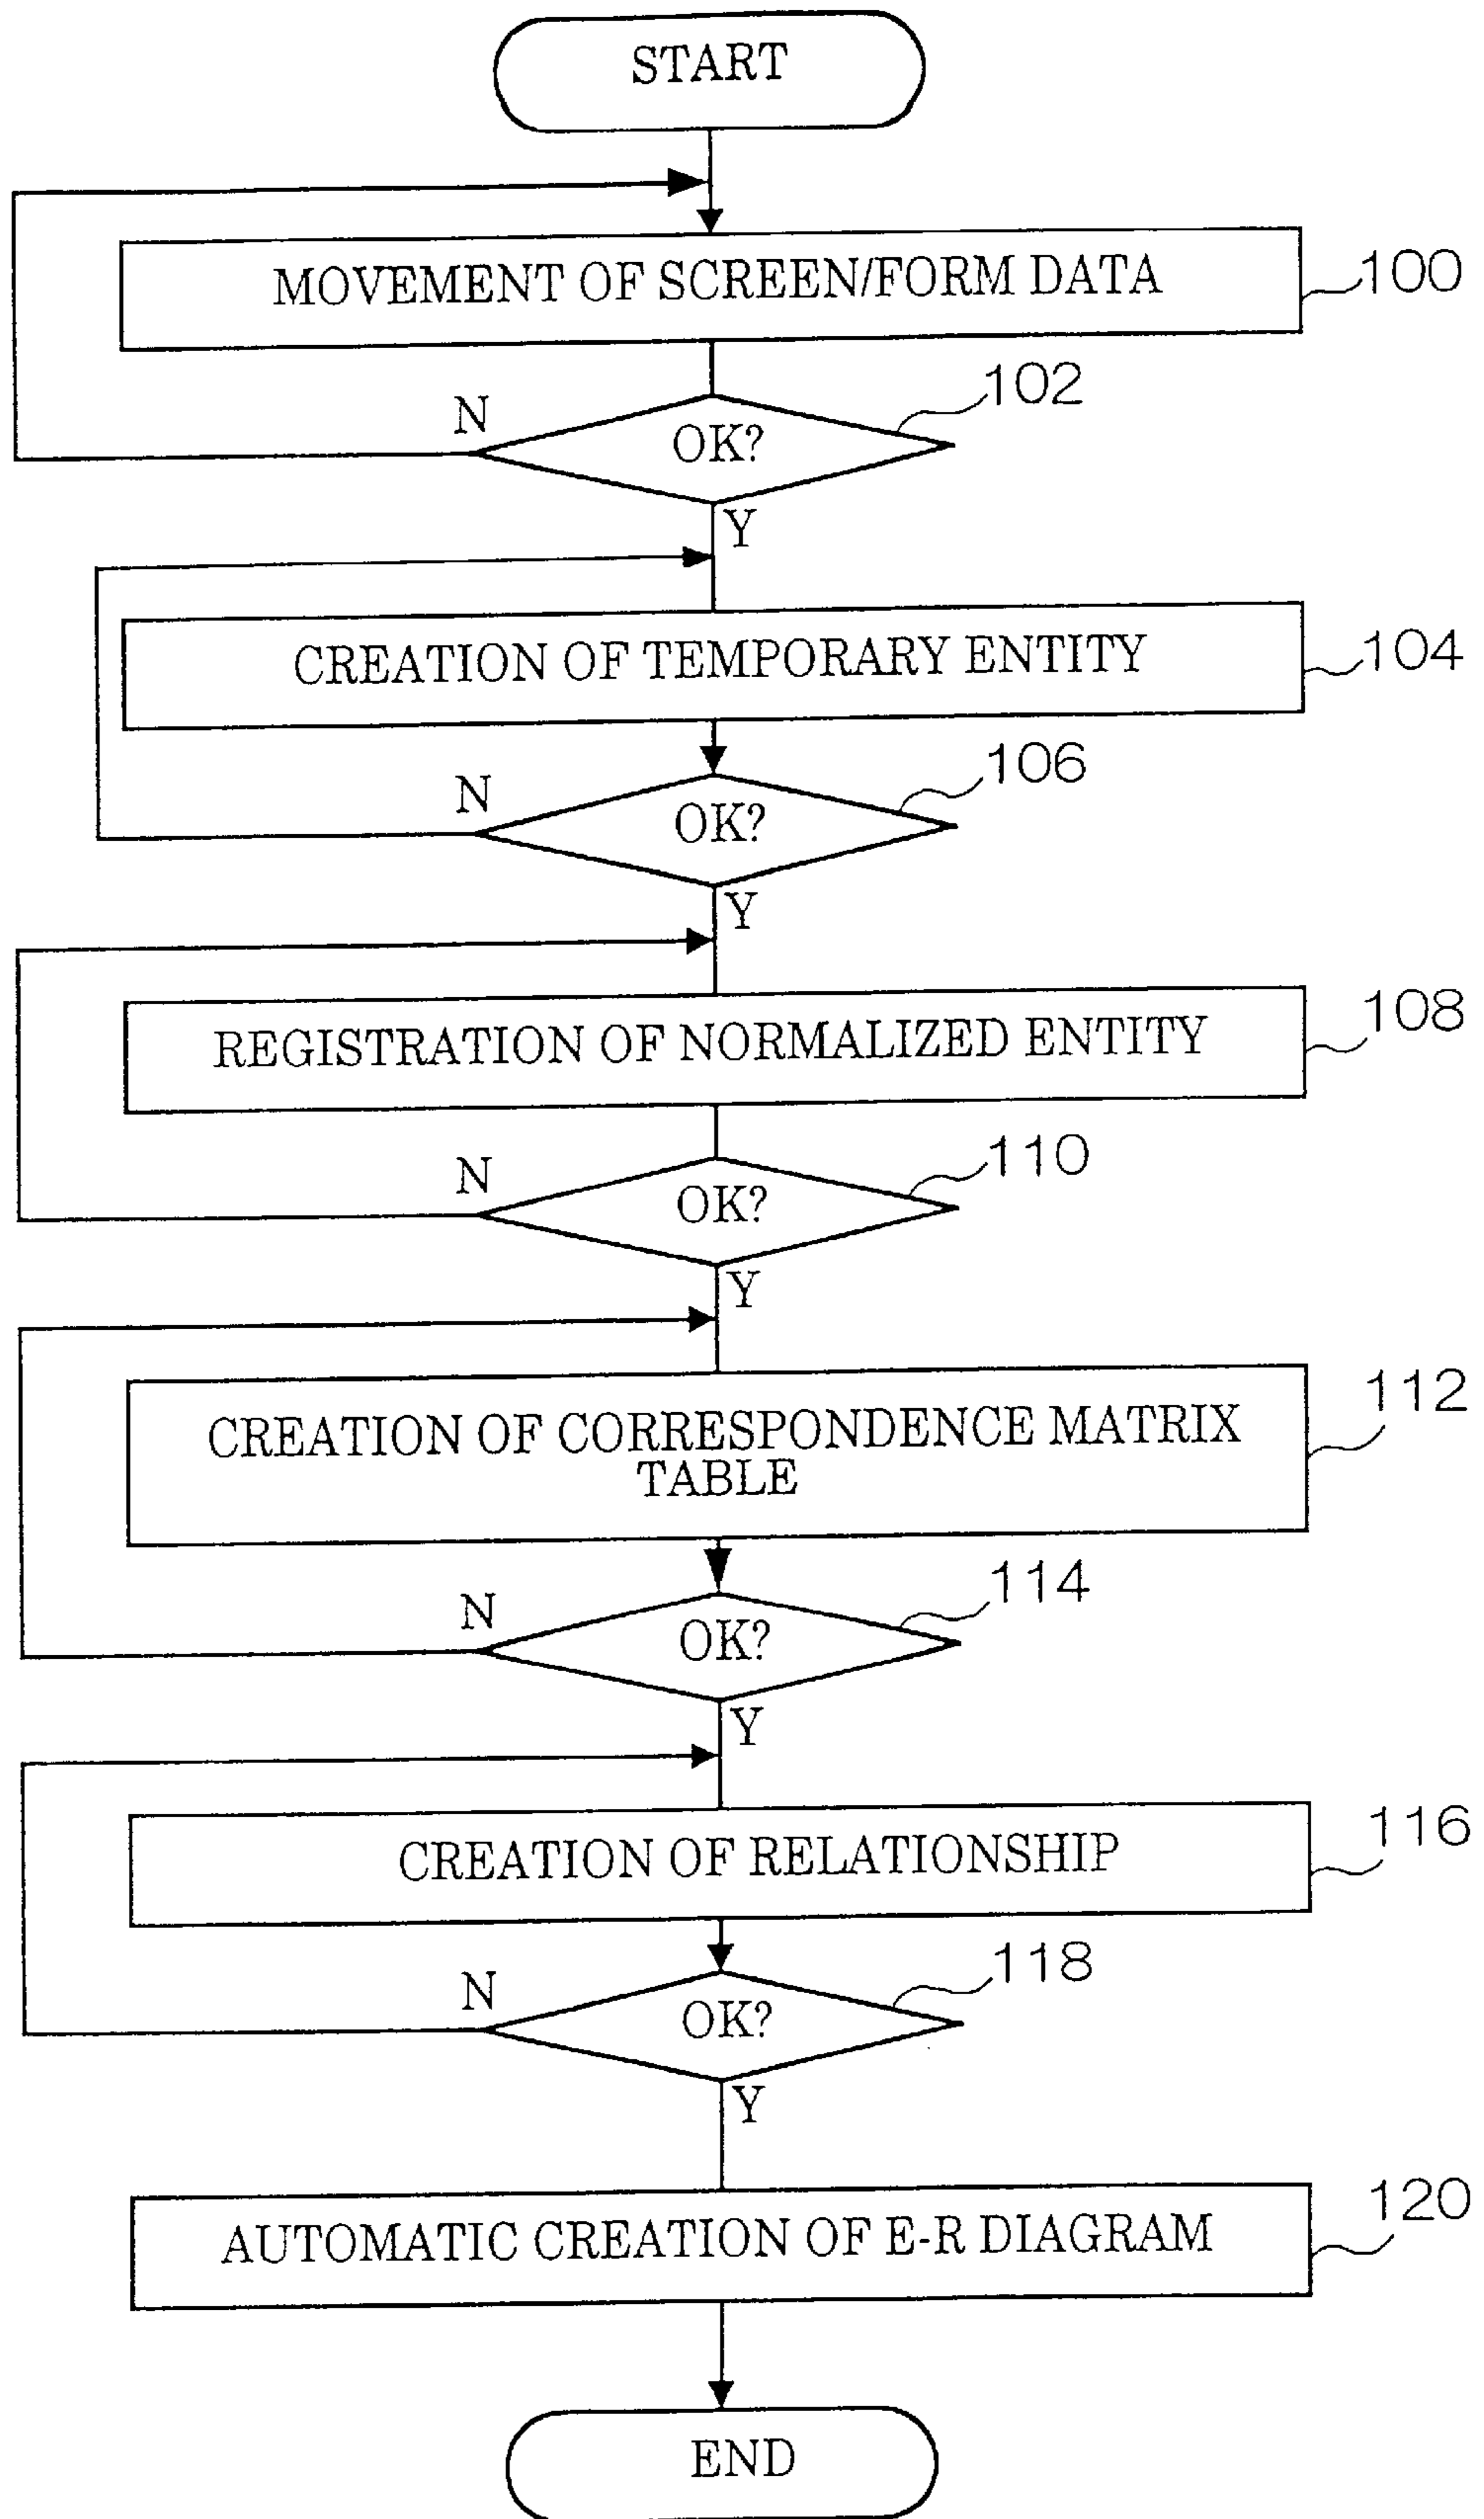 START
MOVEMENT OF SCREEN/FORM DATA
100
102
N
OK?
Y
CREATION OF TEMPORARY ENTITY
104
106
N
OK?
Y
REGISTRATION OF NORMALIZED ENTITY
108
110
N
OK?
Y
CREATION OF CORRESPONDENCE MATRIX
TABLE
112
114
N
OK?
Y
CREATION OF RELATIONSHIP
116
118
N
OK?
Y
AUTOMATIC CREATION OF E-R DIAGRAM
120
END